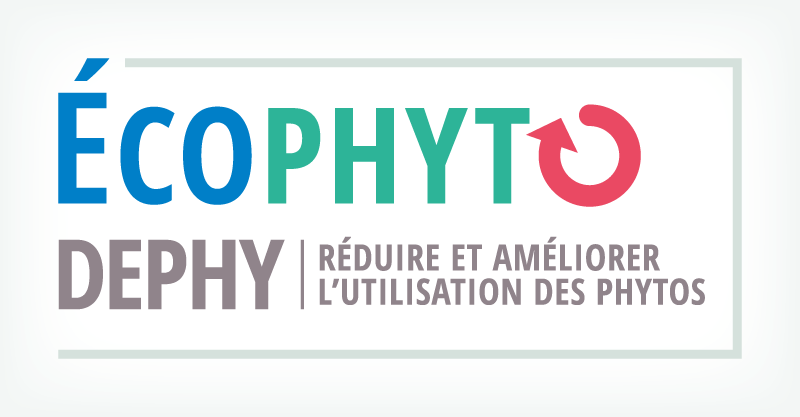 ÉCOPHYTO
DEPHY
RÉDUIRE ET AMÉLIORER
L'UTILISATION DES PHYTOS